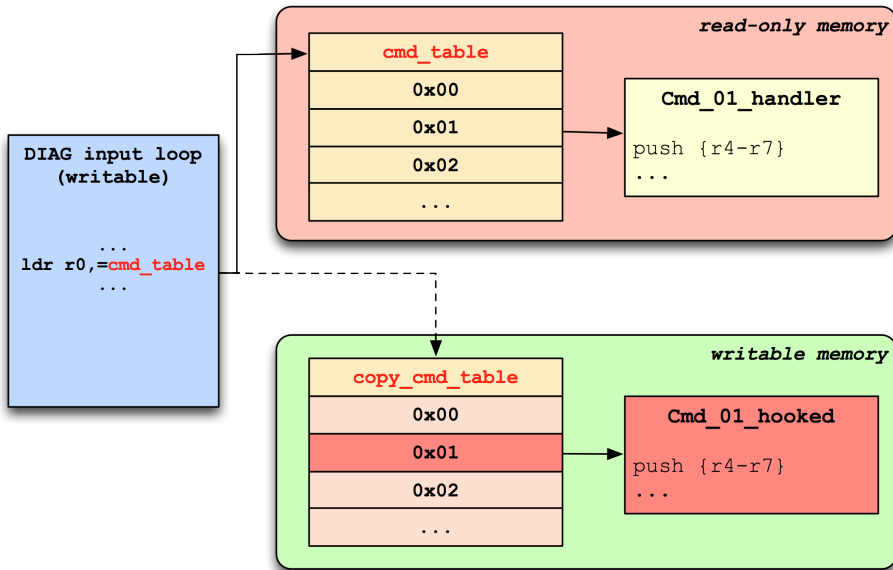 DIAG input loop
(writable)
...
ldr r0,=cmd_table
...
read-only memory
cmd_table
0x00
0x01
0x02
...
Cmd_01_handler
push {r4-r7}
...
writable memory
copy_cmd_table
0x00
0x01
0x02
...
Cmd_01_hooked
push {r4-r7}
...